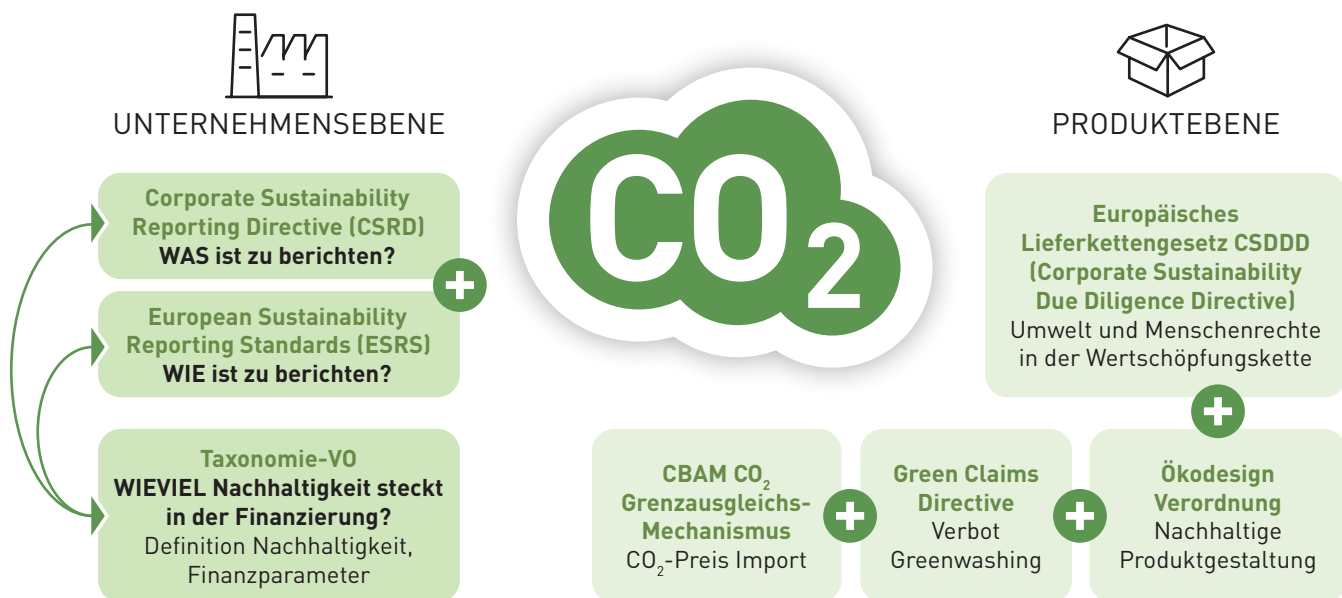 UNTERNEHMENSEBENE
Corporate Sustainability
Reporting Directive (CSRD)
WAS ist zu berichten?
European Sustainability
Reporting Standards (ESRS)
WIE ist zu berichten?
Taxonomie-VO
WIEVIEL Nachhaltigkeit steckt
in der Finanzierung?
Definition Nachhaltigkeit,
Finanzparameter
CO₂
PRODUKTEBENE
Europäisches
Lieferkettengesetz CSDDD
(Corporate Sustainability
Due Diligence Directive)
Umwelt und Menschenrechte
in der Wertschöpfungskette
CBAM CO₂
Grenzausgleichs-
Mechanismus
CO₂-Preis Import
Green Claims
Directive
Verbot
Greenwashing
Ökodesign
Verordnung
Nachhaltige
Produktgestaltung